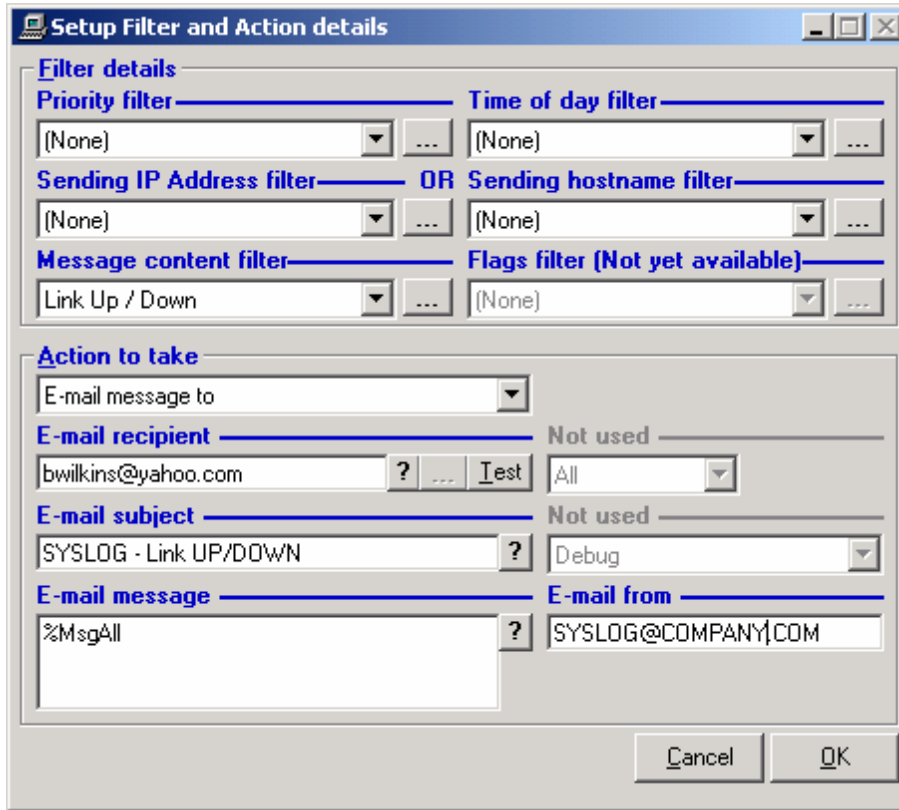 Setup Filter and Action details
Filter details
Priority filter Time of day filter
(None) ... (None) ...
Sending IP Address filter OR Sending hostname filter
(None) ... (None) ...
Message content filter Flags filter (Not yet available)
Link Up / Down ... (None) ...
Action to take
E-mail message to
E-mail recipient Not used
bwilkins@yahoo.com ? ... Test All
E-mail subject Not used
SYSLOG - Link UP/DOWN ? Debug
E-mail message E-mail from
%MsgAll ? SYSLOG@COMPANY.COM
Cancel OK